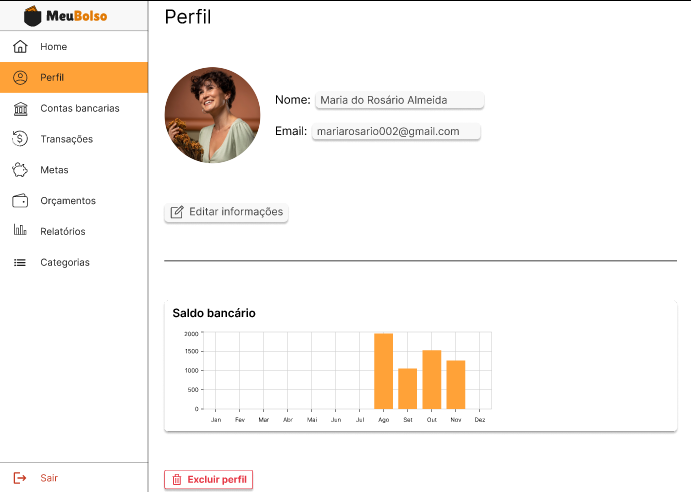 MeuBolso
Home
Perfil
Contas bancarias
Transações
Metas
Orçamentos
Relatórios
Categorias
Sair
Perfil
Nome: Maria do Rosário Almeida
Email: mariarosario002@gmail.com
Editar informações
Saldo bancário
2000
1500
1000
500
0
Jan Fev Mar Abr Mai Jun Jul Ago Set Out Nov Dez
Excluir perfil